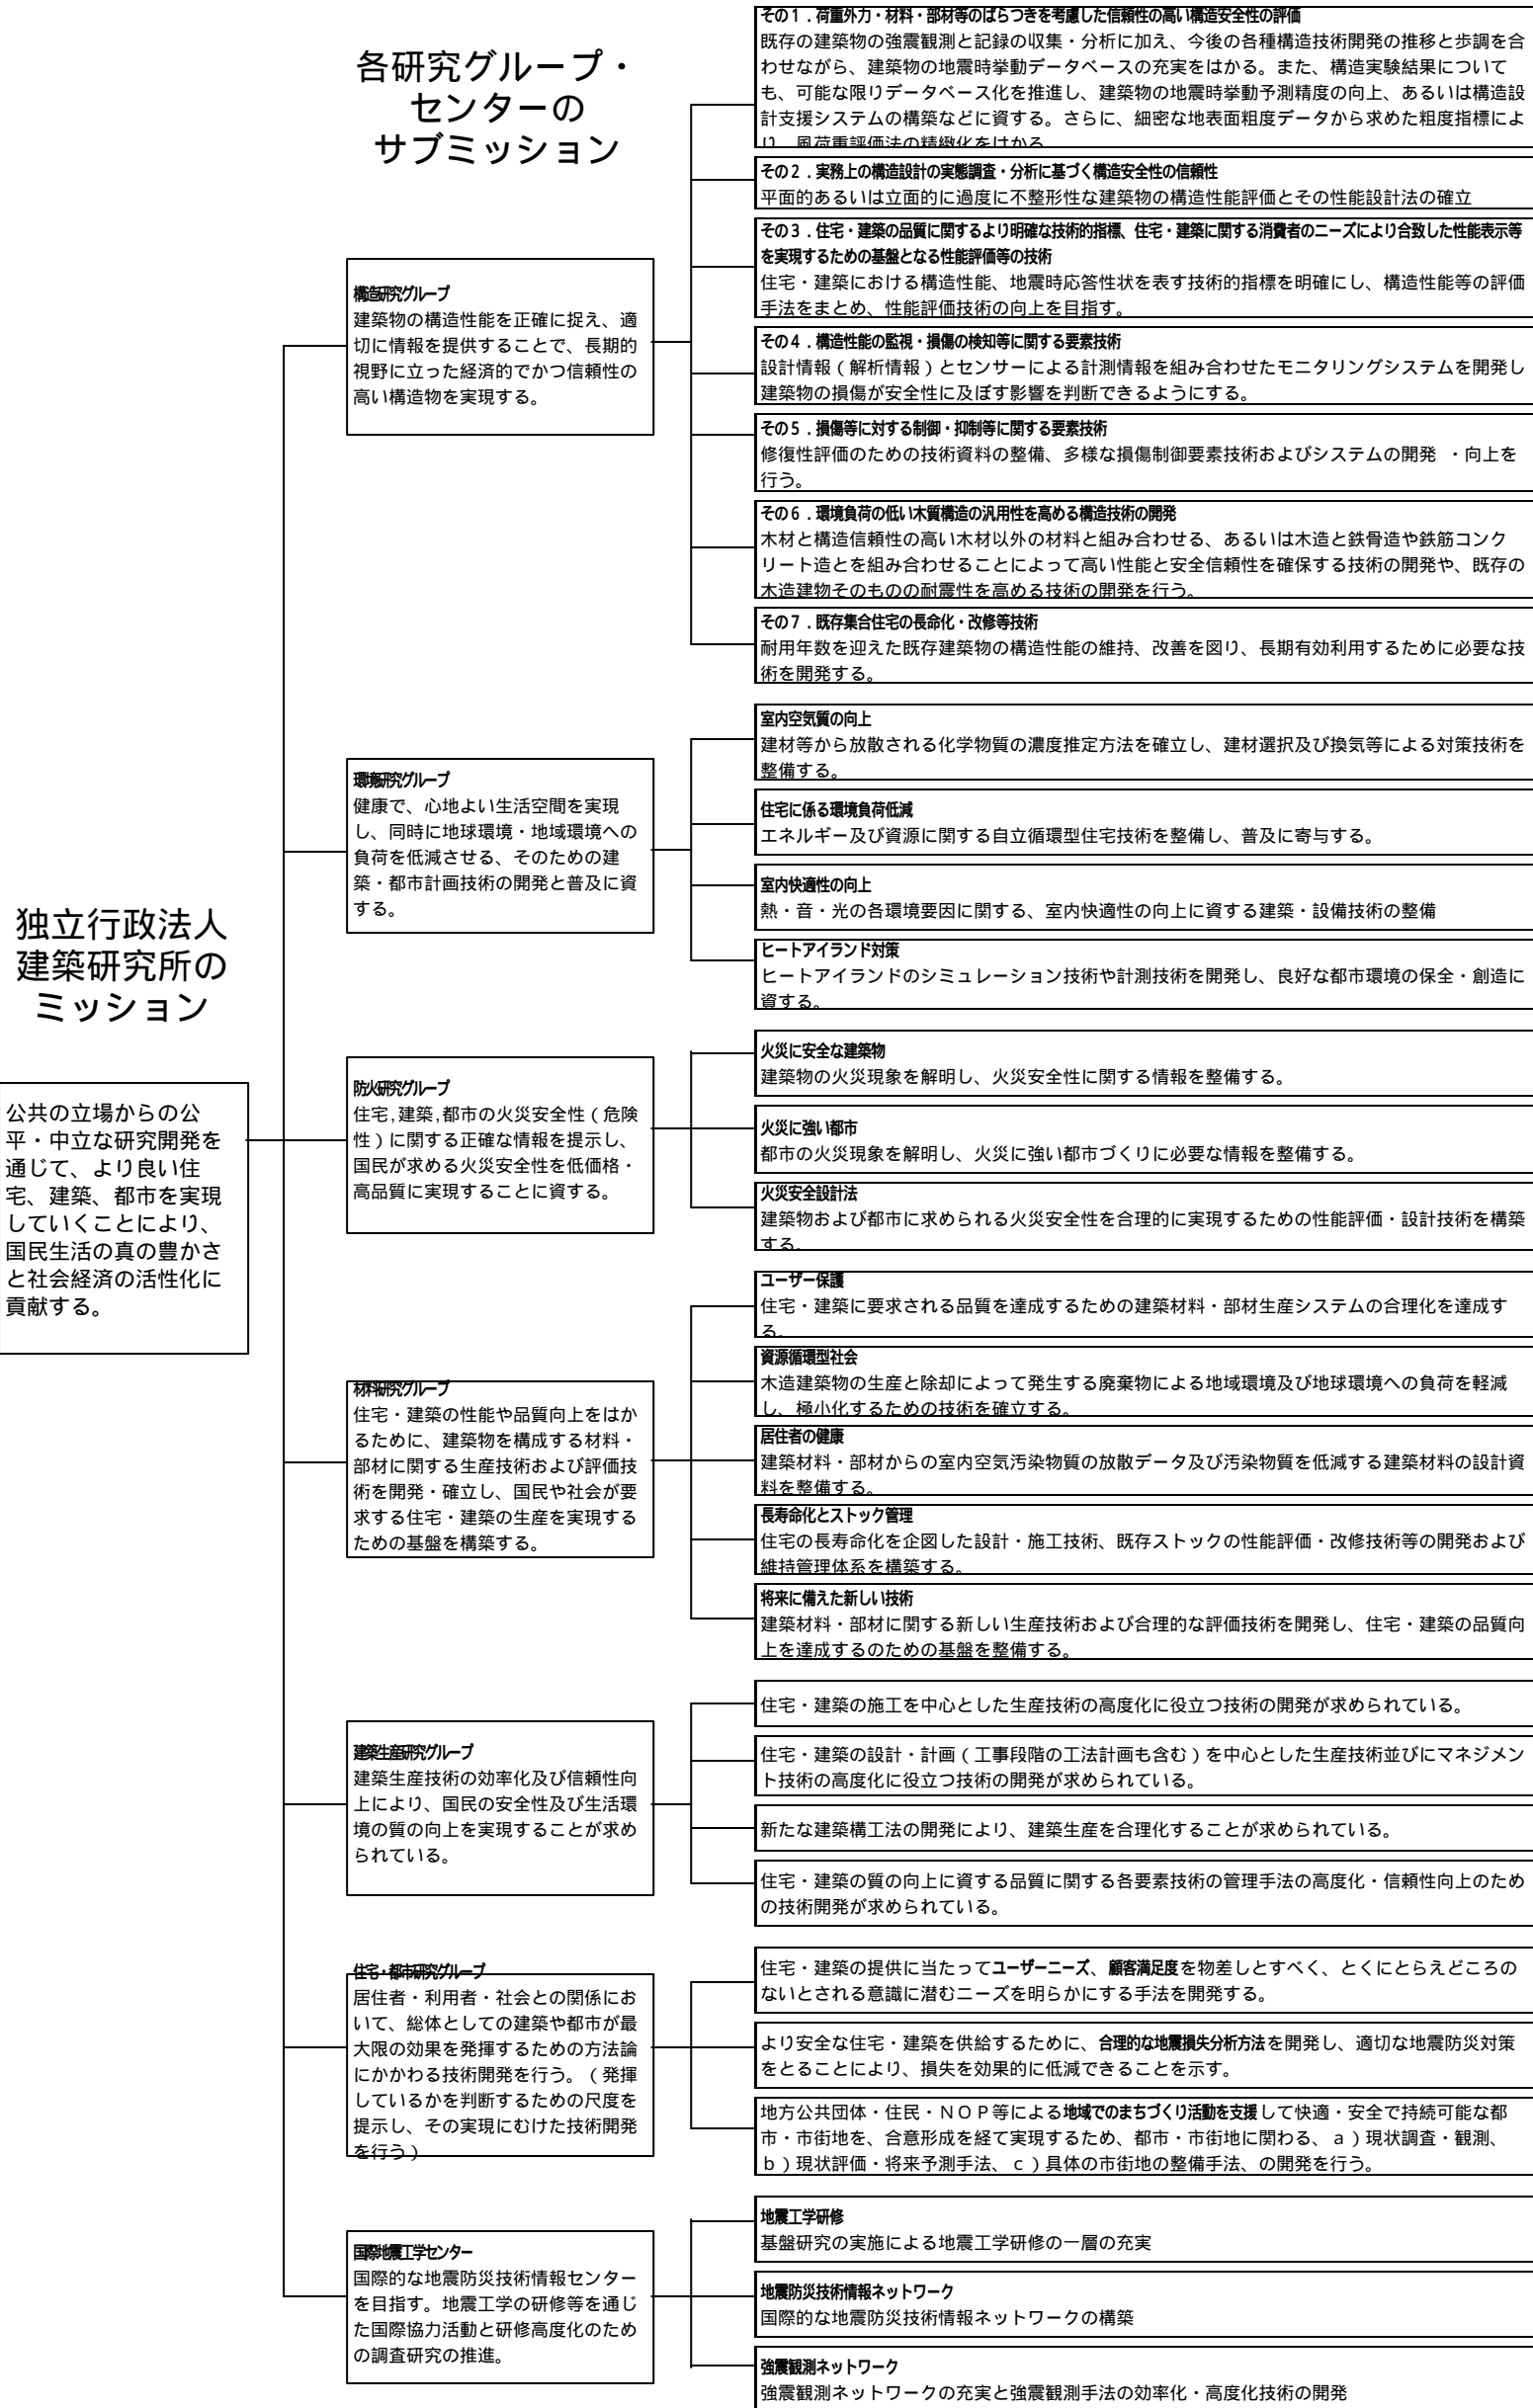 各研究グループ・
センターの
サブミッション
独立行政法人
建築研究所の
ミッション
公共の立場からの公
平・中立な研究開発を
通じて、より良い住
宅、建築、都市を実現
していくことにより、
国民生活の真の豊かさ
と社会経済の活性化に
貢献する。
構造研究グループ
建築物の構造性能を正確に捉え、適
切に情報を提供することで、長期的
視野に立った経済的でかつ信頼性の
高い構造物を実現する。
その１．荷重外力・材料・部材等のばらつきを考慮した信頼性の高い構造安全性の評価
既存の建築物の強震観測と記録の収集・分析に加え、今後の各種構造技術開発の推移と歩調を合
わせながら、建築物の地震時挙動データベースの充実をはかる。また、構造実験結果について
も、可能な限りデータベース化を推進し、建築物の地震時挙動予測精度の向上、あるいは構造設
計支援システムの構築などに資する。さらに、細密な地表面粗度データから求めた粗度指標によ
り、風荷重評価法の精緻化をはかる。
その２．実務上の構造設計の実態調査・分析に基づく構造安全性の信頼性
平面的あるいは立面的に過度に不整形性な建築物の構造性能評価とその性能設計法の確立
その３．住宅・建築の品質に関するより明確な技術的指標、住宅・建築に関する消費者のニーズにより合致した性能表示等
を実現するための基盤となる性能評価等の技術
住宅・建築における構造性能、地震時応答性状を表す技術的指標を明確にし、構造性能等の評価
手法をまとめ、性能評価技術の向上を目指す。
その４．構造性能の監視・損傷の検知等に関する要素技術
設計情報（解析情報）とセンサーによる計測情報を組み合わせたモニタリングシステムを開発し
建築物の損傷が安全性に及ぼす影響を判断できるようにする。
その５．損傷等に対する制御・抑制等に関する要素技術
修復性評価のための技術資料の整備、多様な損傷制御要素技術およびシステムの開発　・向上を
行う。
その６．環境負荷の低い木質構造の汎用性を高める構造技術の開発
木材と構造信頼性の高い木材以外の材料と組み合わせる、あるいは木造と鉄骨造や鉄筋コンク
リート造とを組み合わせることによって高い性能と安全信頼性を確保する技術の開発や、既存の
木造建物そのものの耐震性を高める技術の開発を行う。
その７．既存集合住宅の長命化・改修等技術
耐用年数を迎えた既存建築物の構造性能の維持、改善を図り、長期有効利用するために必要な技
術を開発する。
環境研究グループ
健康で、心地よい生活空間を実現
し、同時に地球環境・地域環境への
負荷を低減させる、そのための建
築・都市計画技術の開発と普及に資
する。
室内空気質の向上
建材等から放散される化学物質の濃度推定方法を確立し、建材選択及び換気等による対策技術を
整備する。
住宅に係る環境負荷低減
エネルギー及び資源に関する自立循環型住宅技術を整備し、普及に寄与する。
室内快適性の向上
熱・音・光の各環境要因に関する、室内快適性の向上に資する建築・設備技術の整備
ヒートアイランド対策
ヒートアイランドのシミュレーション技術や計測技術を開発し、良好な都市環境の保全・創造に
資する。
防火研究グループ
住宅,建築,都市の火災安全性（危険
性）に関する正確な情報を提示し、
国民が求める火災安全性を低価格・
高品質に実現することに資する。
火災に安全な建築物
建築物の火災現象を解明し、火災安全性に関する情報を整備する。
火災に強い都市
都市の火災現象を解明し、火災に強い都市づくりに必要な情報を整備する。
火災安全設計法
建築物および都市に求められる火災安全性を合理的に実現するための性能評価・設計技術を構築
する。
材料研究グループ
住宅・建築の性能や品質向上をはか
るために、建築物を構成する材料・
部材に関する生産技術および評価技
術を開発・確立し、国民や社会が要
求する住宅・建築の生産を実現する
ための基盤を構築する。
ユーザー保護
住宅・建築に要求される品質を達成するための建築材料・部材生産システムの合理化を達成す
る。
資源循環型社会
木造建築物の生産と除却によって発生する廃棄物による地域環境及び地球環境への負荷を軽減
し、極小化するための技術を確立する。
居住者の健康
建築材料・部材からの室内空気汚染物質の放散データ及び汚染物質を低減する建築材料の設計資
料を整備する。
長寿命化とストック管理
住宅の長寿命化を企図した設計・施工技術、既存ストックの性能評価・改修技術等の開発および
維持管理体系を構築する。
将来に備えた新しい技術
建築材料・部材に関する新しい生産技術および合理的な評価技術を開発し、住宅・建築の品質向
上を達成するのための基盤を整備する。
建築生産研究グループ
建築生産技術の効率化及び信頼性向
上により、国民の安全性及び生活環
境の質の向上を実現することが求め
られている。
住宅・建築の施工を中心とした生産技術の高度化に役立つ技術の開発が求められている。
住宅・建築の設計・計画（工事段階の工法計画も含む）を中心とした生産技術並びにマネジメン
ト技術の高度化に役立つ技術の開発が求められている。
新たな建築構工法の開発により、建築生産を合理化することが求められている。
住宅・建築の質の向上に資する品質に関する各要素技術の管理手法の高度化・信頼性向上のため
の技術開発が求められている。
住宅・都市研究グループ
居住者・利用者・社会との関係にお
いて、総体としての建築や都市が最
大限の効果を発揮するための方法論
にかかわる技術開発を行う。（発揮
しているかを判断するための尺度を
提示し、その実現にむけた技術開発
を行う）
住宅・建築の提供に当たってユーザーニーズ、顧客満足度を物差しとすべく、とくにとらえどころの
ないとされる意識に潜むニーズを明らかにする手法を開発する。
より安全な住宅・建築を供給するために、合理的な地震損失分析方法を開発し、適切な地震防災対策
をとることにより、損失を効果的に低減できることを示す。
地方公共団体・住民・ＮＯＰ等による地域でのまちづくり活動を支援して快適・安全で持続可能な都
市・市街地を、合意形成を経て実現するため、都市・市街地に関わる、ａ）現状調査・観測、
ｂ）現状評価・将来予測手法、ｃ）具体の市街地の整備手法、の開発を行う。
国際地震工学センター
国際的な地震防災技術情報センター
を目指す。地震工学の研修等を通じ
た国際協力活動と研修高度化のため
の調査研究の推進。
地震工学研修
基盤研究の実施による地震工学研修の一層の充実
地震防災技術情報ネットワーク
国際的な地震防災技術情報ネットワークの構築
強震観測ネットワーク
強震観測ネットワークの充実と強震観測手法の効率化・高度化技術の開発